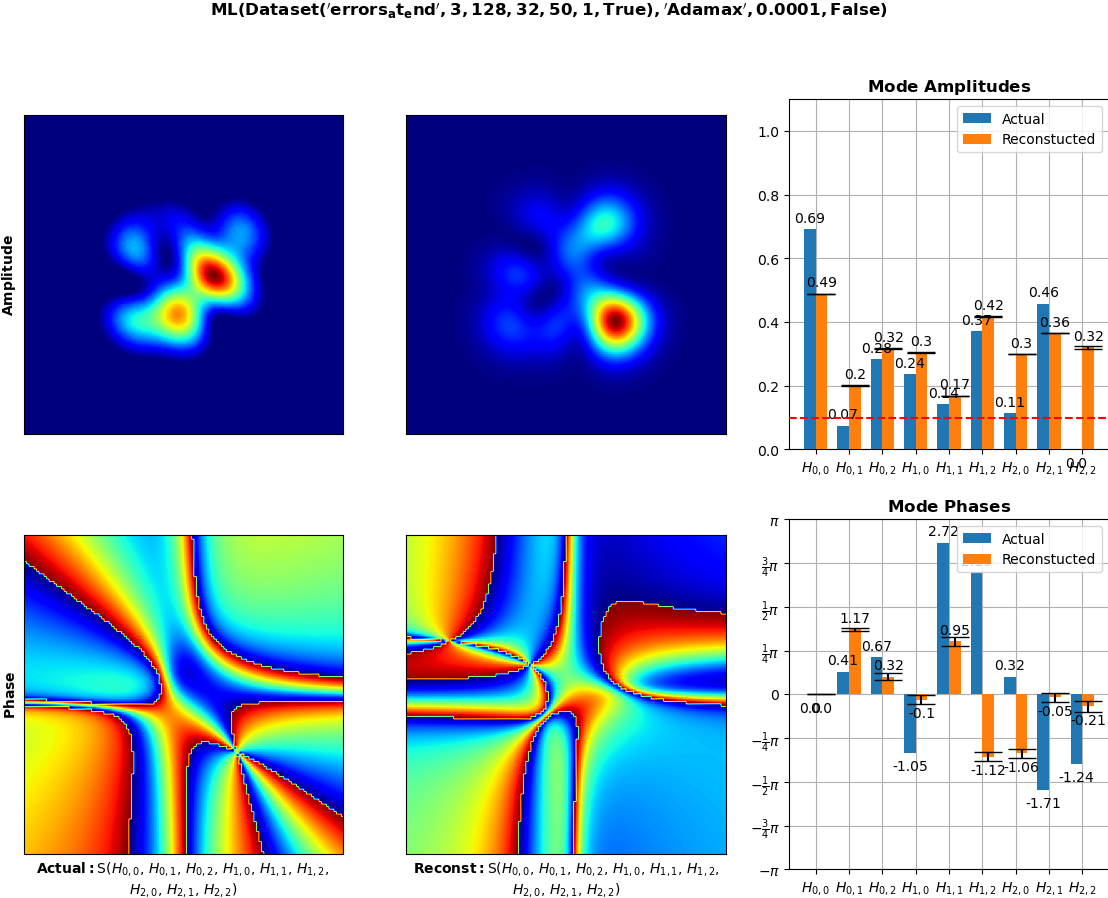 ML(Dataset('errors_at_end', 3, 128, 32, 50, 1, True), 'Adamax', 0.0001, False)
Amplitude
Mode Amplitudes
Actual
Reconstucted
1.0
0.8
0.6
0.4
0.2
0.0
0.69
0.49
0.07
0.2
0.28
0.32
0.24
0.3
0.14
0.17
0.37
0.42
0.11
0.3
0.46
0.36
0.0
0.32
H0,0 H0,1 H0,2 H1,0 H1,1 H1,2 H2,0 H2,1 H2,2
Phase
Mode Phases
Actual
Reconstucted
π
3/4π
1/2π
1/4π
0
−1/4π
−1/2π
−3/4π
−π
0.0
0.0
0.41
1.17
0.67
0.32
-1.05
-0.1
2.72
0.95
-1.12
0.32
-1.06
-1.71
-0.05
-1.24
-0.21
H0,0 H0,1 H0,2 H1,0 H1,1 H1,2 H2,0 H2,1 H2,2
Actual: S(H0,0, H0,1, H0,2, H1,0, H1,1, H1,2,
H2,0, H2,1, H2,2)
Reconst: S(H0,0, H0,1, H0,2, H1,0, H1,1, H1,2,
H2,0, H2,1, H2,2)